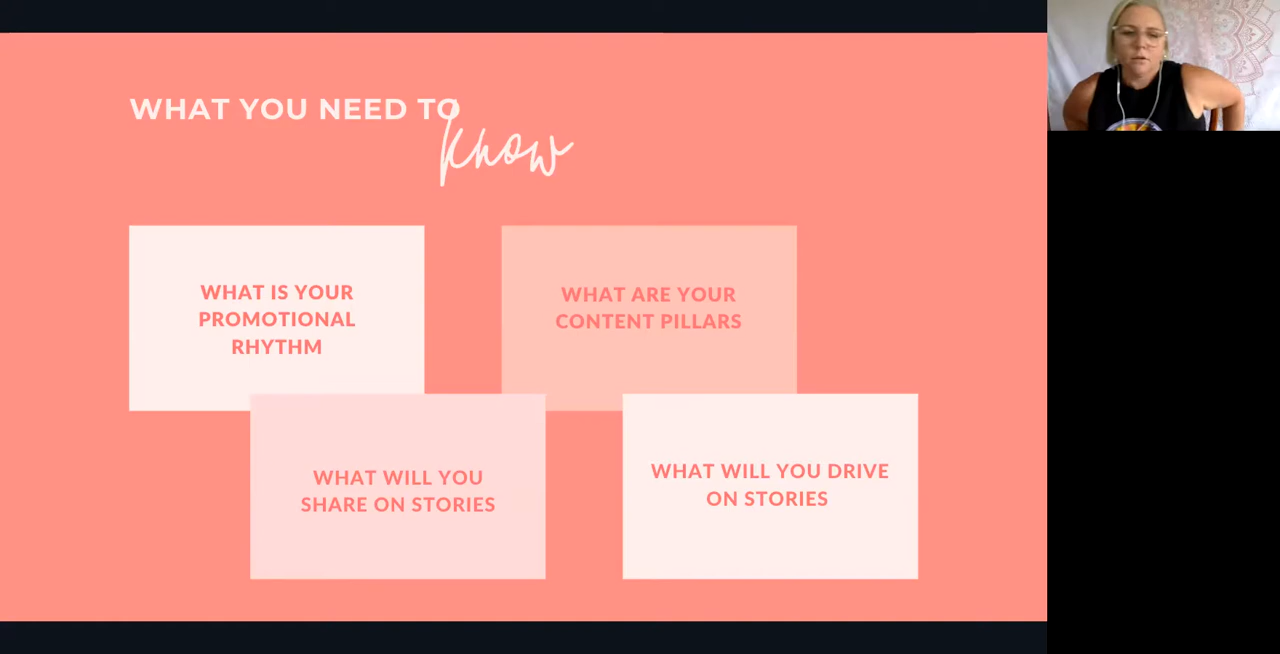 WHAT YOU NEED TO
know
WHAT IS YOUR
PROMOTIONAL
RHYTHM
WHAT ARE YOUR
CONTENT PILLARS
WHAT WILL YOU
SHARE ON STORIES
WHAT WILL YOU DRIVE
ON STORIES